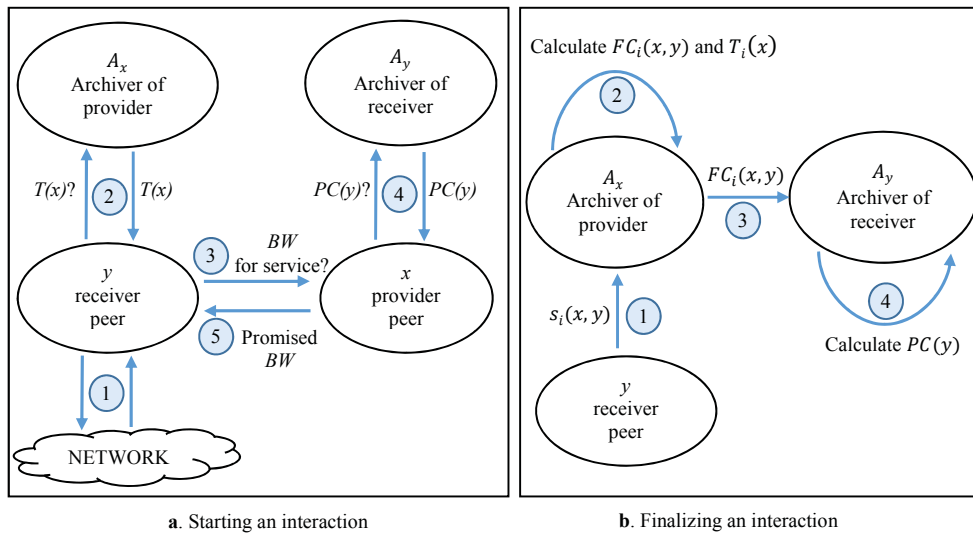 A_x
Archiver of
provider
A_y
Archiver of
receiver
T(x)?
2
T(x)
PC(y)?
4
PC(y)
y
receiver
peer
3
BW
for service?
x
provider
peer
5
Promised
BW
1
NETWORK
a. Starting an interaction
Calculate FC_i(x, y) and T_i(x)
2
A_x
Archiver of
provider
FC_i(x, y)
3
A_y
Archiver of
receiver
s_i(x, y)
1
4
Calculate PC(y)
y
receiver
peer
b. Finalizing an interaction